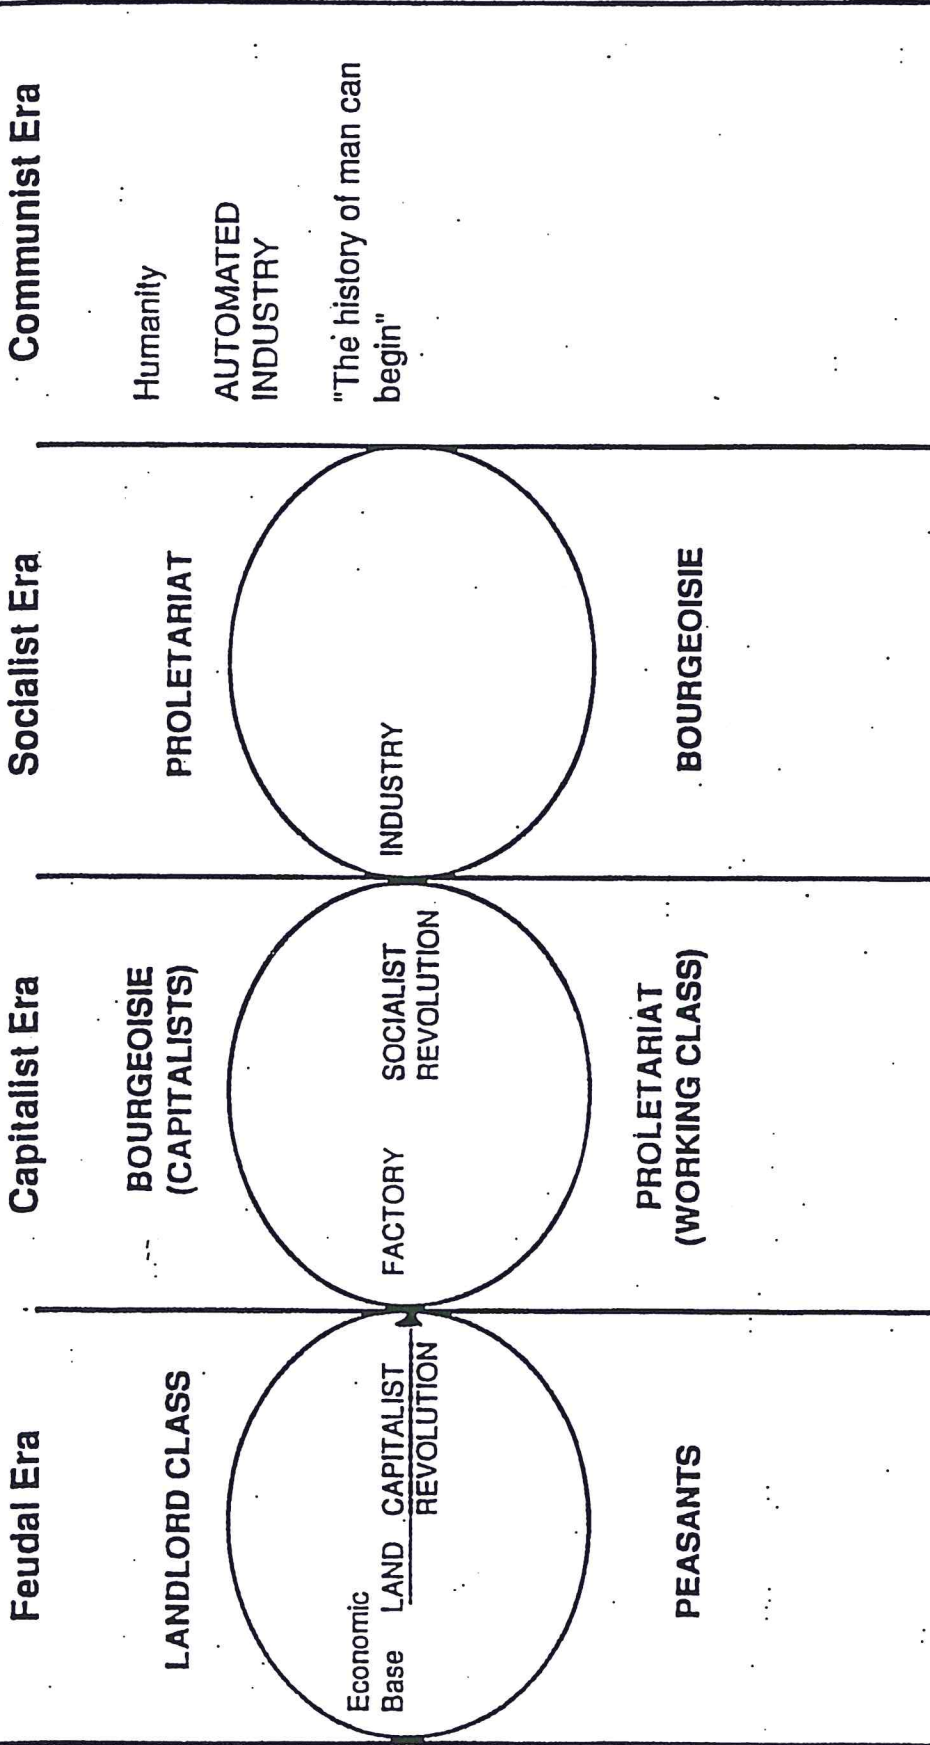 Feudal Era
LANDLORD CLASS
Economic
Base LAND CAPITALIST
REVOLUTION
PEASANTS
Capitalist Era
BOURGEOISIE
(CAPITALISTS)
FACTORY SOCIALIST
REVOLUTION
PROLETARIAT
(WORKING CLASS)
Socialist Era
PROLETARIAT
INDUSTRY
BOURGEOISIE
Communist Era
Humanity
AUTOMATED
INDUSTRY
"The history of man can
begin"